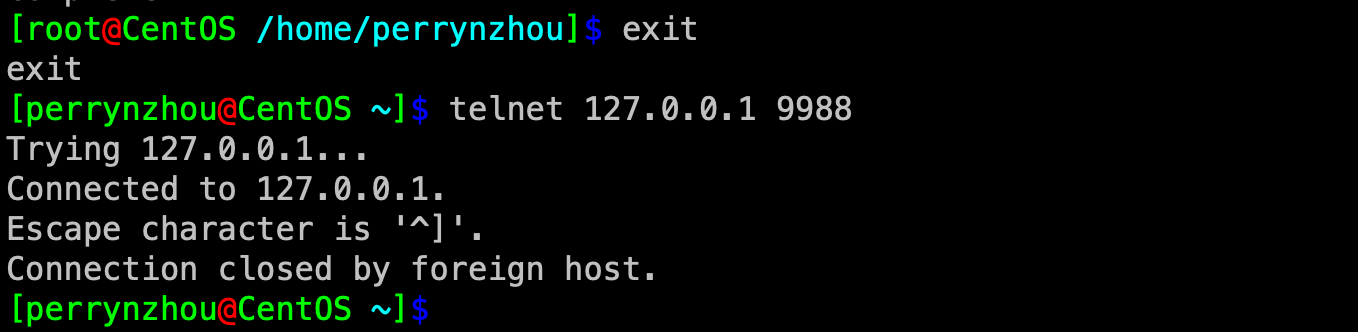 [root@CentOS /home/perrynzhou]$ exit
exit
[perrynzhou@CentOS ~]$ telnet 127.0.0.1 9988
Trying 127.0.0.1...
Connected to 127.0.0.1.
Escape character is '^]'.
Connection closed by foreign host.
[perrynzhou@CentOS ~]$